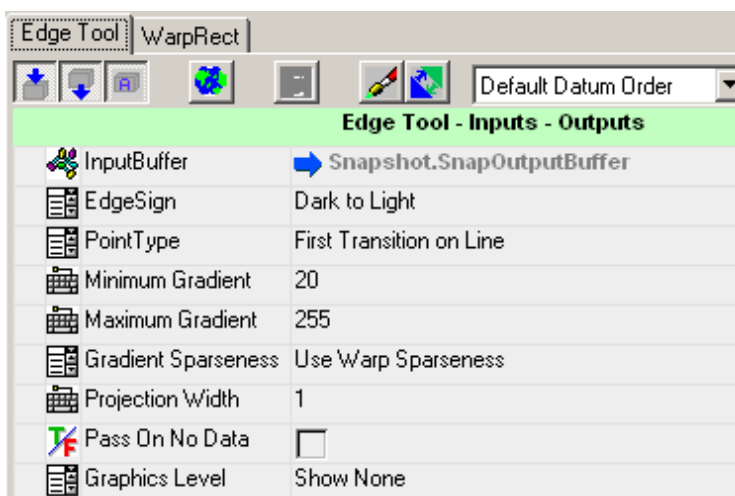 Edge Tool WarpRect
Default Datum Order
Edge Tool - Inputs - Outputs
InputBuffer Snapshot.SnapOutputBuffer
EdgeSign Dark to Light
PointType First Transition on Line
Minimum Gradient 20
Maximum Gradient 255
Gradient Sparseness Use Warp Sparseness
Projection Width 1
T/F Pass On No Data
Graphics Level Show None